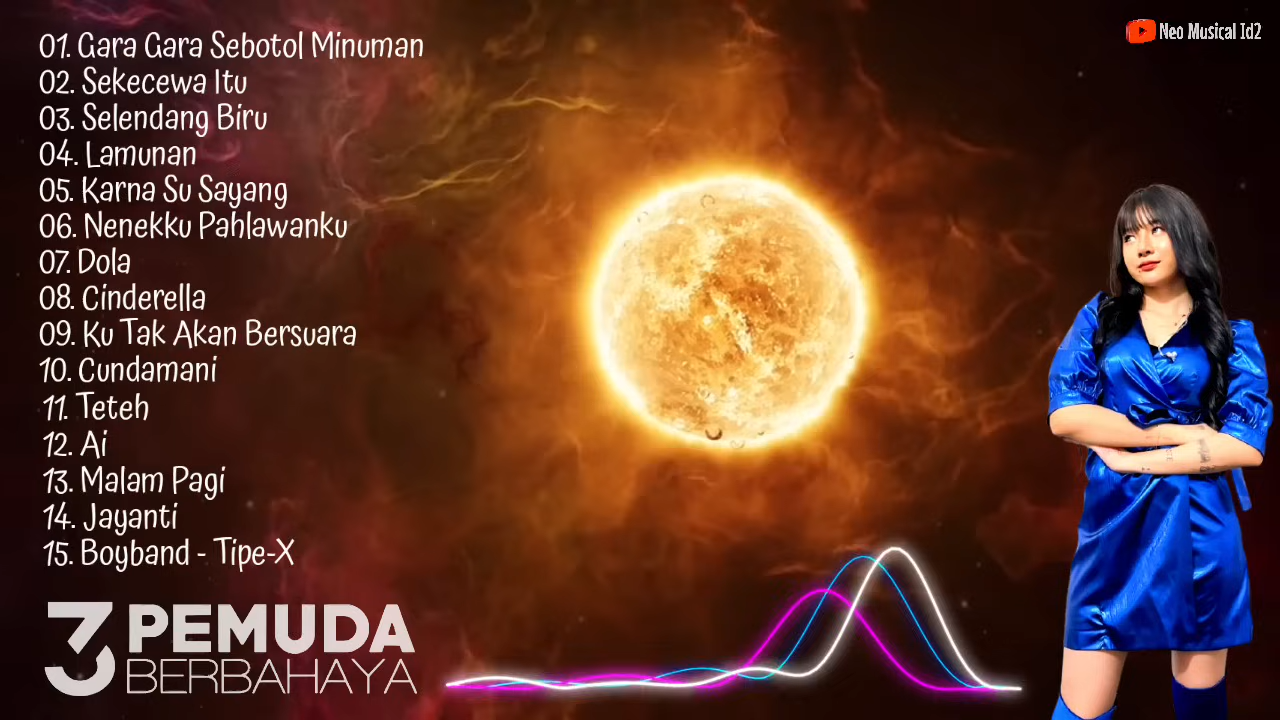 01. Gara Gara Sebotol Minuman
02. Sekecewa Itu
03. Selendang Biru
04. Lamunan
05. Karna Su Sayang
06. Nenekku Pahlawanku
07. Dola
08. Cinderella
09. Ku Tak Akan Bersuara
10. Cundamani
11. Teteh
12. Ai
13. Malam Pagi
14. Jayanti
15. Boyband - Tipe-X
3 PEMUDA
BERBAHAYA
Neo Musical Id2